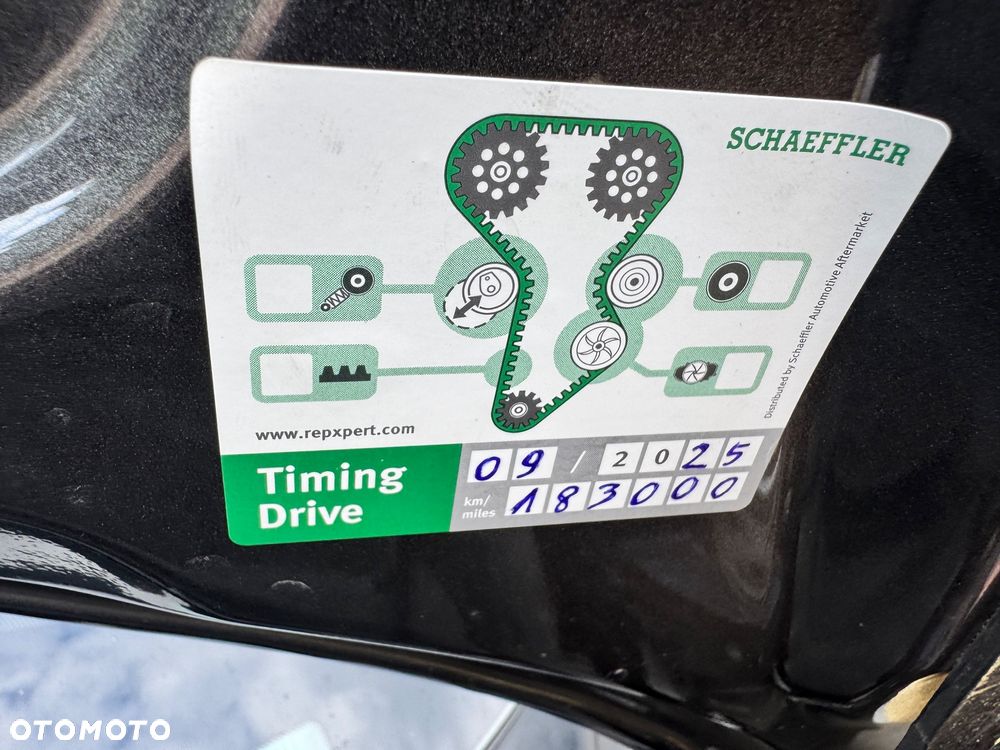 SCHAEFFLER
Distributed by Schaeffler Automotive Aftermarket
www.repxpert.com
Timing
Drive
09 / 2025
km/
miles
183000
OTOMOTO